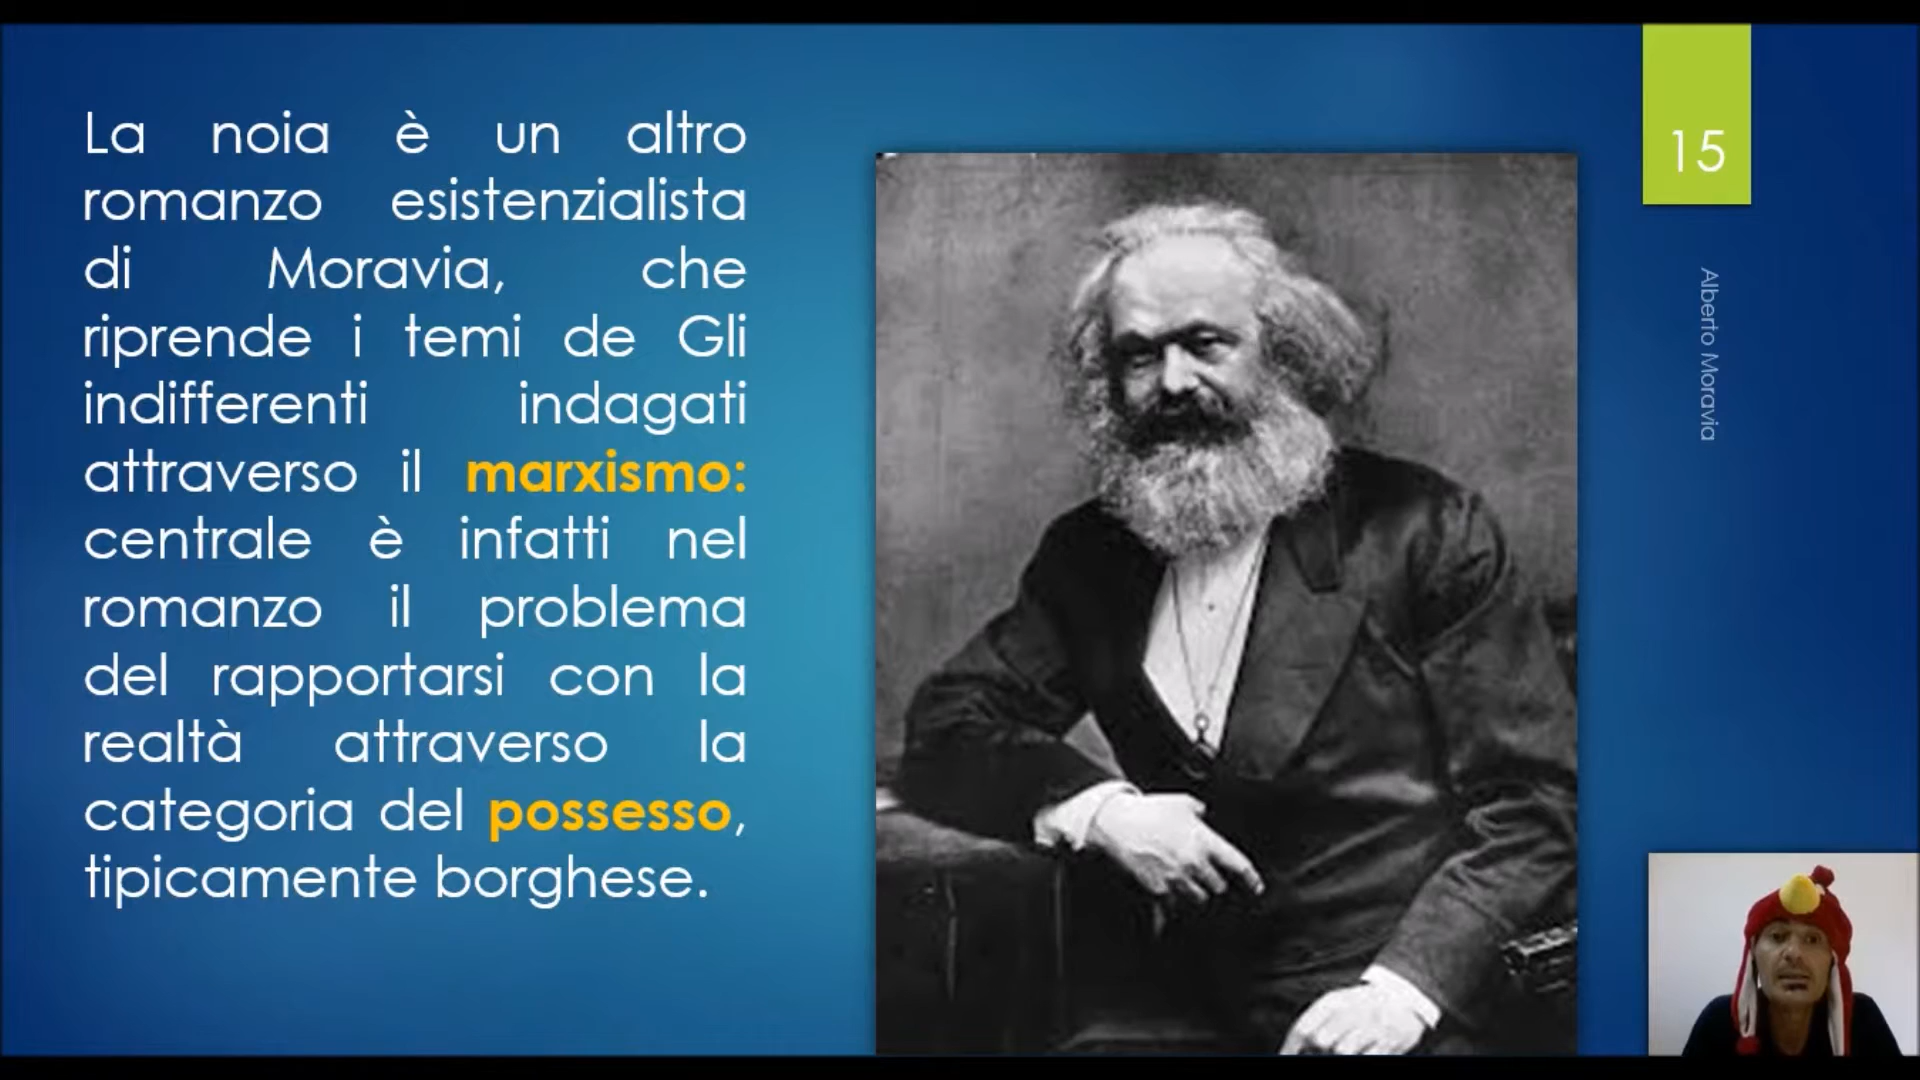 La noia è un altro
romanzo esistenzialista
di Moravia, che
riprende i temi de Gli
indifferenti indagati
attraverso il marxismo:
centrale è infatti nel
romanzo il problema
del rapportarsi con la
realtà attraverso la
categoria del possesso,
tipicamente borghese.
15
Alberto Moravia